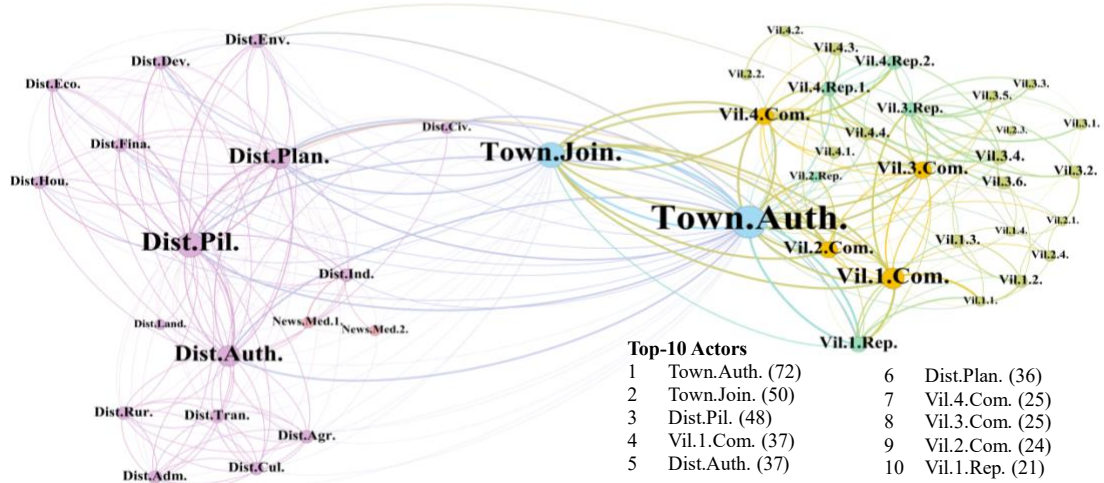 Dist.Env.
Dist.Dev.
Dist.Eco.
Dist.Fina.
Dist.Plan.
Dist.Hou.
Dist.Civ.
Dist.Pil.
Dist.Ind.
Dist.Land.
News.Med.1.
News.Med.2.
Dist.Auth.
Dist.Rur.
Dist.Tran.
Dist.Agr.
Dist.Adm.
Dist.Cul.
Town.Join.
Town.Auth.
Vil.4.2.
Vil.4.3.
Vil.4.Rep.2.
Vil.2.2.
Vil.4.Rep.1.
Vil.3.3.
Vil.3.5.
Vil.3.Rep.
Vil.4.Com.
Vil.3.1.
Vil.4.4.
Vil.2.3.
Vil.4.1.
Vil.3.4.
Vil.3.Com.
Vil.3.2.
Vil.2.Rep.
Vil.3.6.
Vil.2.1.
Vil.1.4.
Vil.1.3.
Vil.2.Com.
Vil.2.4.
Vil.1.Com.
Vil.1.2.
Vil.1.1.
Vil.1.Rep.
Top-10 Actors
1 Town.Auth. (72)
2 Town.Join. (50)
3 Dist.Pil. (48)
4 Vil.1.Com. (37)
5 Dist.Auth. (37)
6 Dist.Plan. (36)
7 Vil.4.Com. (25)
8 Vil.3.Com. (25)
9 Vil.2.Com. (24)
10 Vil.1.Rep. (21)